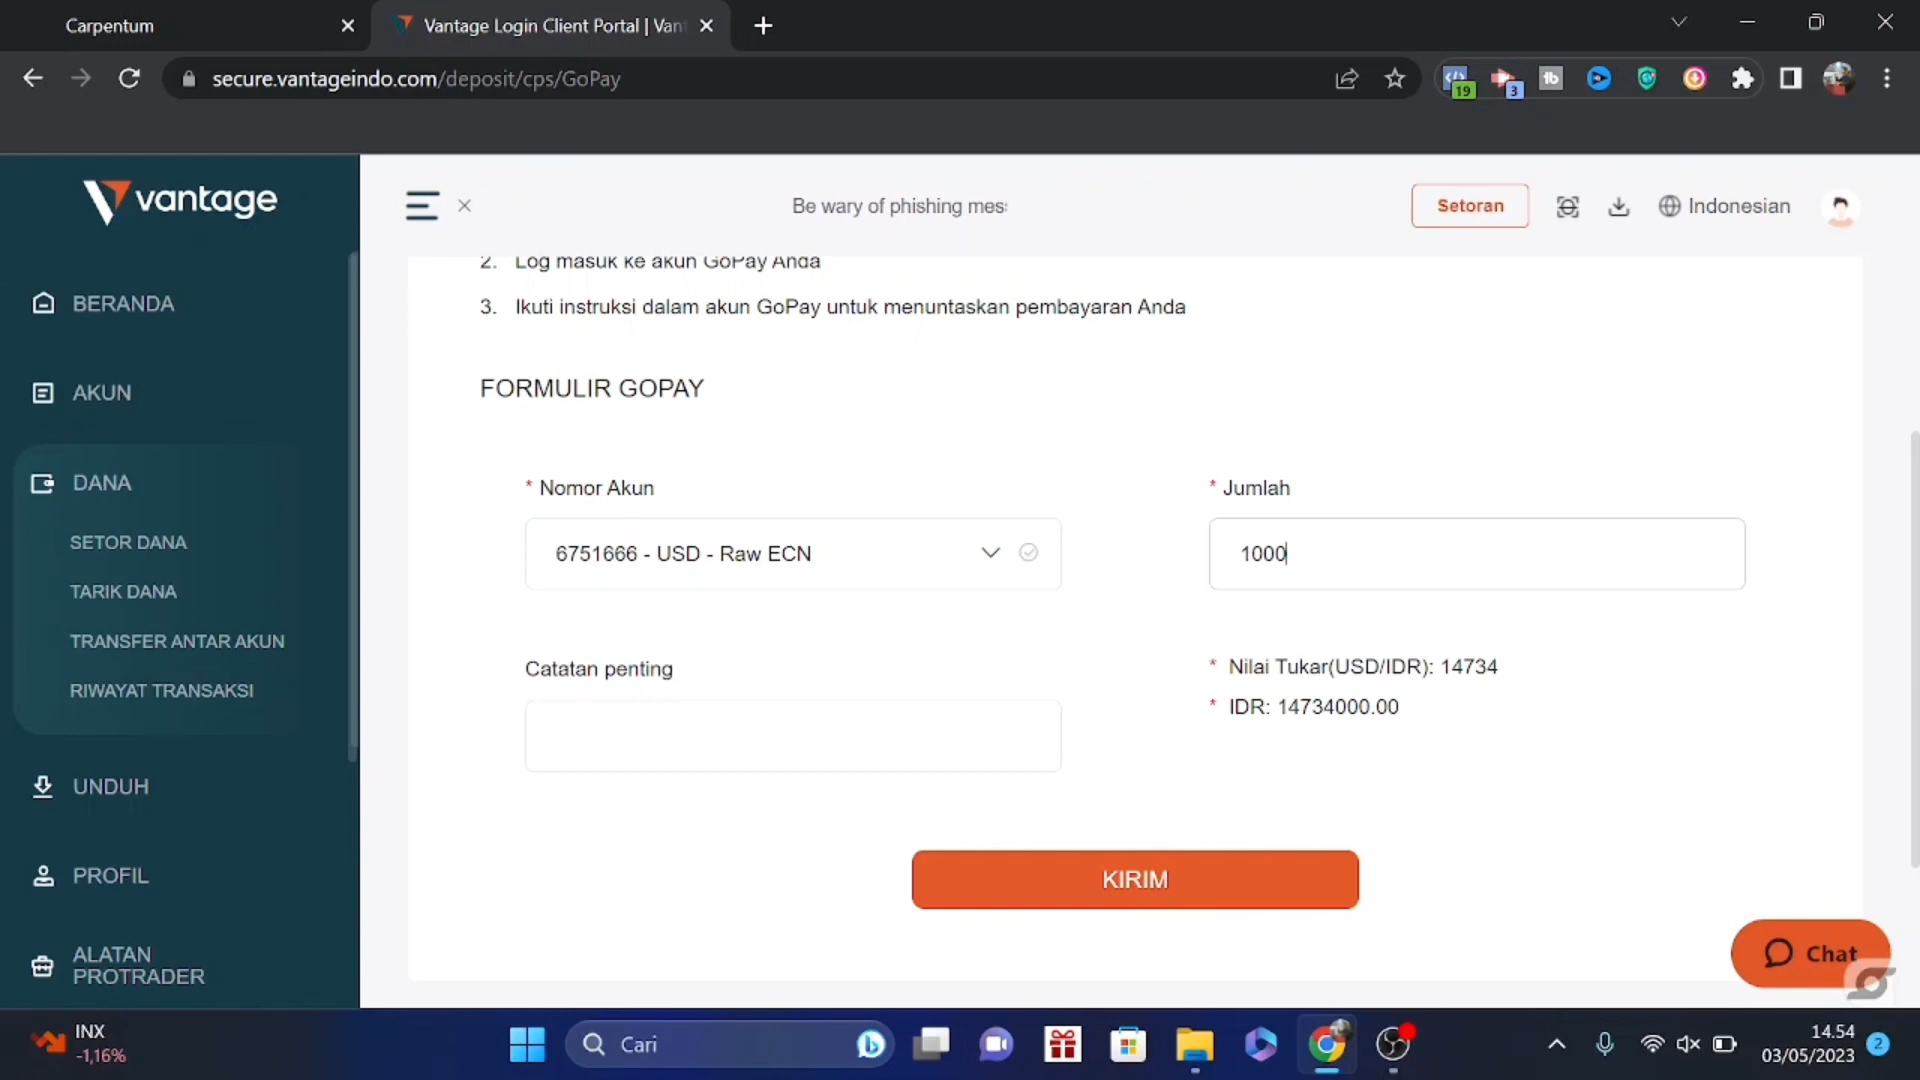 Carpentum
Vantage Login Client Portal | Vant
secure.vantageindo.com/deposit/cps/GoPay
19
3
vantage
Be wary of phishing mes
Setoran
Indonesian
BERANDA
AKUN
DANA
SETOR DANA
TARIK DANA
TRANSFER ANTAR AKUN
RIWAYAT TRANSAKSI
UNDUH
PROFIL
ALATAN
PROTRADER
2. Log masuk ke akun GoPay Anda
3. Ikuti instruksi dalam akun GoPay untuk menuntaskan pembayaran Anda
FORMULIR GOPAY
* Nomor Akun
6751666 - USD - Raw ECN
* Jumlah
1000
Catatan penting
* Nilai Tukar(USD/IDR): 14734
* IDR: 14734000.00
KIRIM
Chat
INX
-1,16%
Cari
14.54
03/05/2023
2